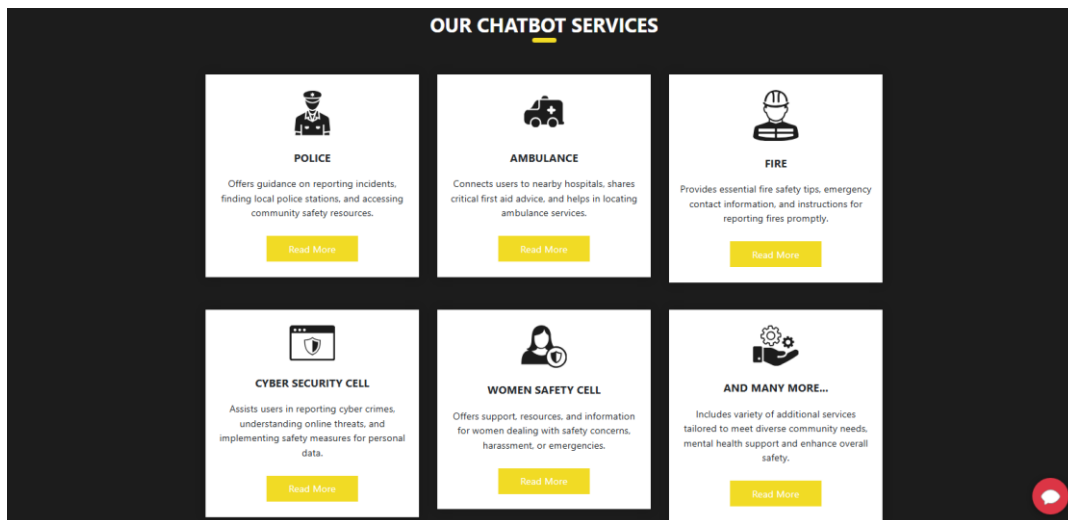 OUR CHATBOT SERVICES
POLICE
Offers guidance on reporting incidents,
finding local police stations, and accessing
community safety resources.
Read More
AMBULANCE
Connects users to nearby hospitals, shares
critical first aid advice, and helps in locating
ambulance services.
Read More
FIRE
Provides essential fire safety tips, emergency
contact information, and instructions for
reporting fires promptly.
Read More
CYBER SECURITY CELL
Assists users in reporting cyber crimes,
understanding online threats, and
implementing safety measures for personal
data.
Read More
WOMEN SAFETY CELL
Offers support, resources, and information
for women dealing with safety concerns,
harassment, or emergencies.
Read More
AND MANY MORE...
Includes variety of additional services
tailored to meet diverse community needs,
mental health support and enhance overall
safety.
Read More